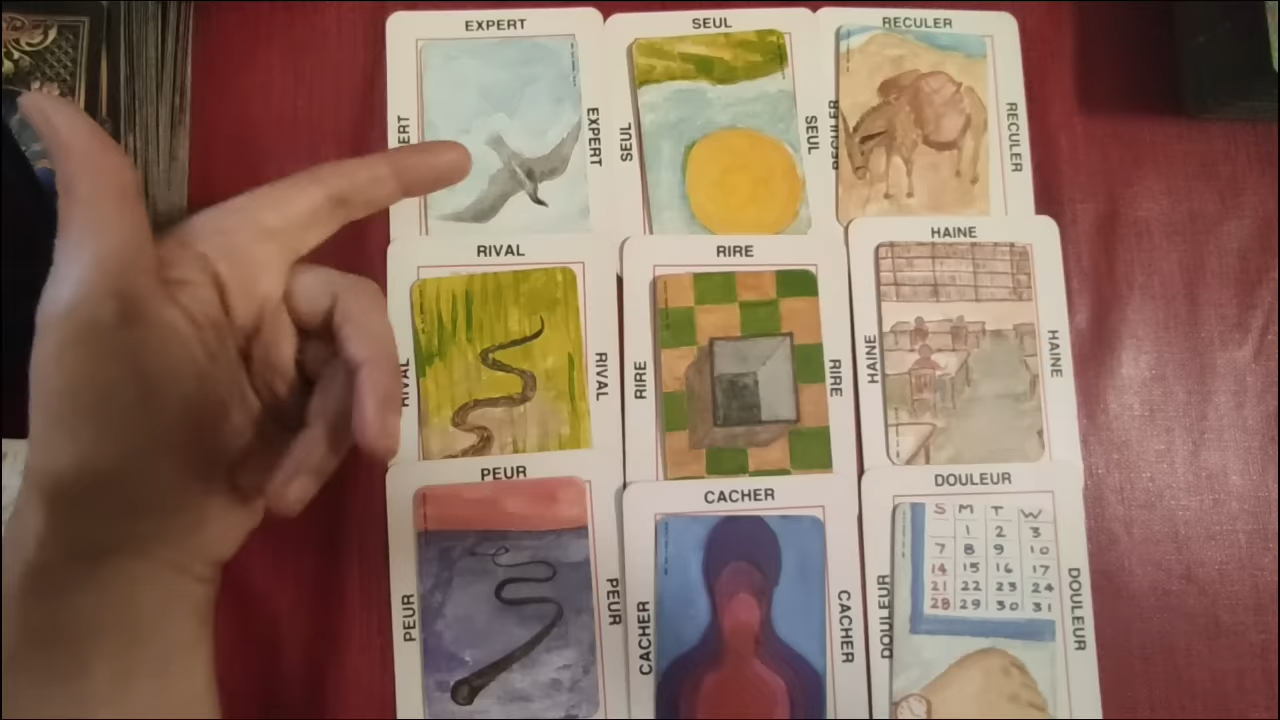 EXPERT
SEUL
RECULER
EXPERT
SEUL
SEUL
RECULER
RIVAL
RIRE
HAINE
RIVAL
RIVAL
RIRE
RIRE
HAINE
HAINE
PEUR
CACHER
DOULEUR
PEUR
PEUR
CACHER
CACHER
DOULEUR
DOULEUR
S M T W
1 2 3
7 8 9 10
14 15 16 17
21 22 23 24
28 29 30 31